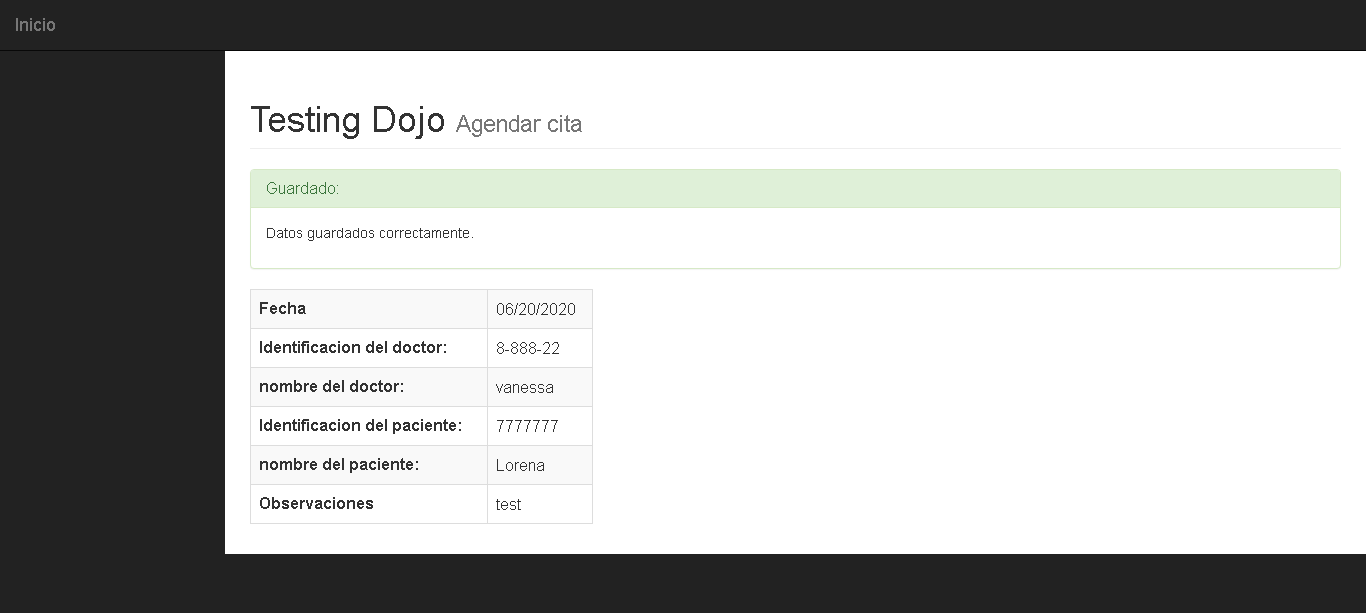 Inicio
Testing Dojo Agendar cita
Guardado:
Datos guardados correctamente.
Fecha 06/20/2020
Identificacion del doctor: 8-888-22
nombre del doctor: vanessa
Identificacion del paciente: 7777777
nombre del paciente: Lorena
Observaciones test